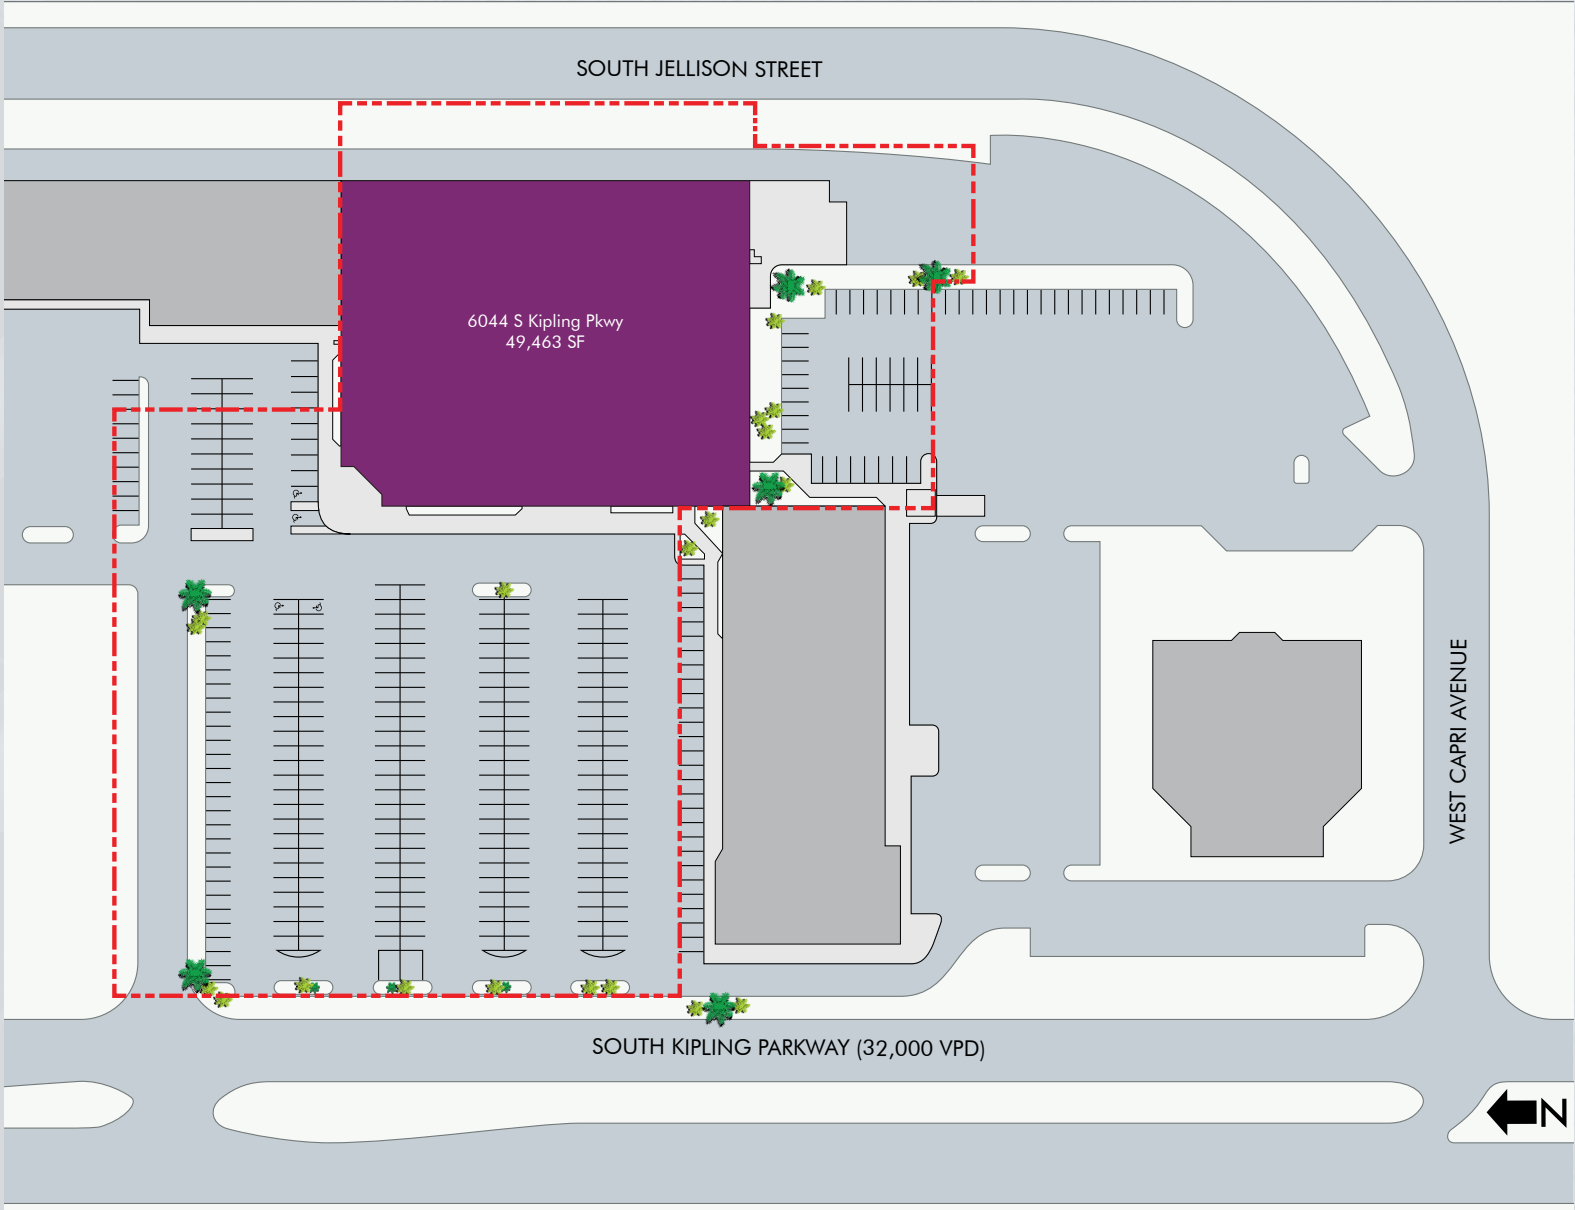 SOUTH JELLISON STREET
6044 S Kipling Pkwy
49,463 SF
WEST CAPRI AVENUE
SOUTH KIPLING PARKWAY (32,000 VPD)
N